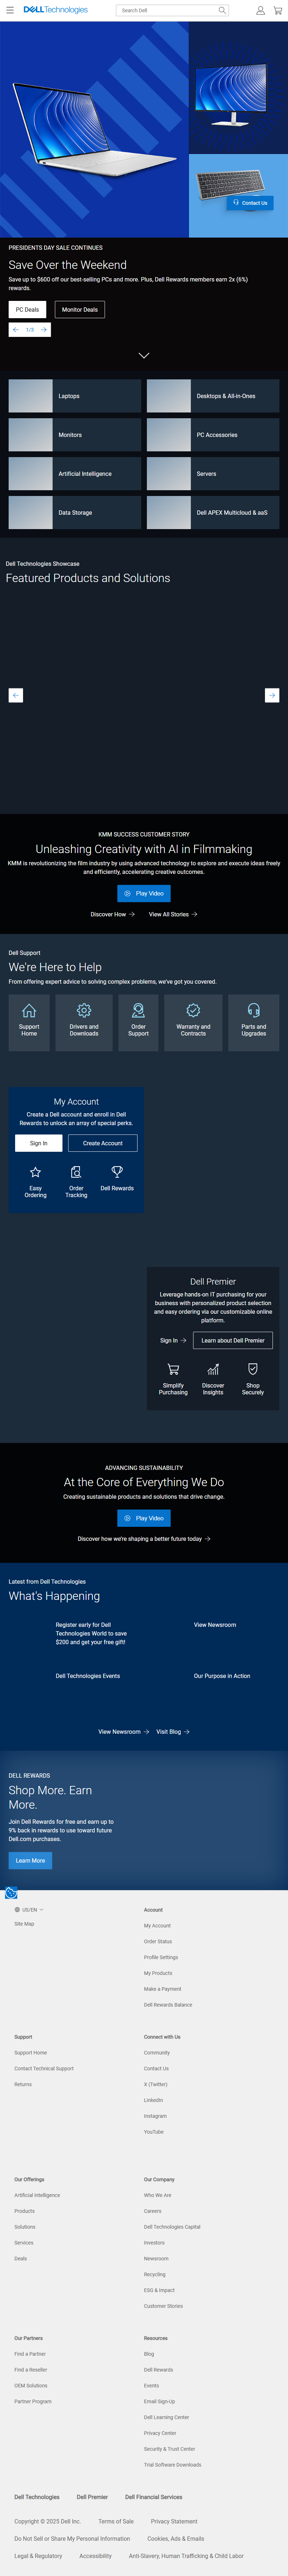 DELLTechnologies
Search Dell
Contact Us
PRESIDENTS DAY SALE CONTINUES
Save Over the Weekend
Save up to $600 off our best-selling PCs and more. Plus, Dell Rewards members earn 2x (6%)
rewards.
PC Deals
Monitor Deals
1/3
Laptops
Desktops & All-in-Ones
Monitors
PC Accessories
Artificial Intelligence
Servers
Data Storage
Dell APEX Multicloud & aaS
Dell Technologies Showcase
Featured Products and Solutions
KMM SUCCESS CUSTOMER STORY
Unleashing Creativity with AI in Filmmaking
KMM is revolutionizing the film industry by using advanced technology to explore and execute ideas freely
and efficiently, accelerating creative outcomes.
Play Video
Discover How
View All Stories
Dell Support
We're Here to Help
From offering expert advice to solving complex problems, we've got you covered.
Support
Home
Drivers and
Downloads
Order
Support
Warranty and
Contracts
Parts and
Upgrades
My Account
Create a Dell account and enroll in Dell
Rewards to unlock an array of special perks.
Sign In
Create Account
Easy
Ordering
Order
Tracking
Dell Rewards
Dell Premier
Leverage hands-on IT purchasing for your
business with personalized product selection
and easy ordering via our customizable online
platform.
Sign In
Learn about Dell Premier
Simplify
Purchasing
Discover
Insights
Shop
Securely
ADVANCING SUSTAINABILITY
At the Core of Everything We Do
Creating sustainable products and solutions that drive change.
Play Video
Discover how we're shaping a better future today
Latest from Dell Technologies
What's Happening
Register early for Dell
Technologies World to save
$200 and get your free gift!
View Newsroom
Dell Technologies Events
Our Purpose in Action
View Newsroom
Visit Blog
DELL REWARDS
Shop More. Earn
More.
Join Dell Rewards for free and earn up to
9% back in rewards to use toward future
Dell.com purchases.
Learn More
US/EN
Site Map
Account
My Account
Order Status
Profile Settings
My Products
Make a Payment
Dell Rewards Balance
Support
Support Home
Contact Technical Support
Returns
Connect with Us
Community
Contact Us
X (Twitter)
LinkedIn
Instagram
YouTube
Our Offerings
Artificial Intelligence
Products
Solutions
Services
Deals
Our Company
Who We Are
Careers
Dell Technologies Capital
Investors
Newsroom
Recycling
ESG & Impact
Customer Stories
Our Partners
Find a Partner
Find a Reseller
OEM Solutions
Partner Program
Resources
Blog
Dell Rewards
Events
Email Sign-Up
Dell Learning Center
Privacy Center
Security & Trust Center
Trial Software Downloads
Dell Technologies
Dell Premier
Dell Financial Services
Copyright © 2025 Dell Inc.
Terms of Sale
Privacy Statement
Do Not Sell or Share My Personal Information
Cookies, Ads & Emails
Legal & Regulatory
Accessibility
Anti-Slavery, Human Trafficking & Child Labor